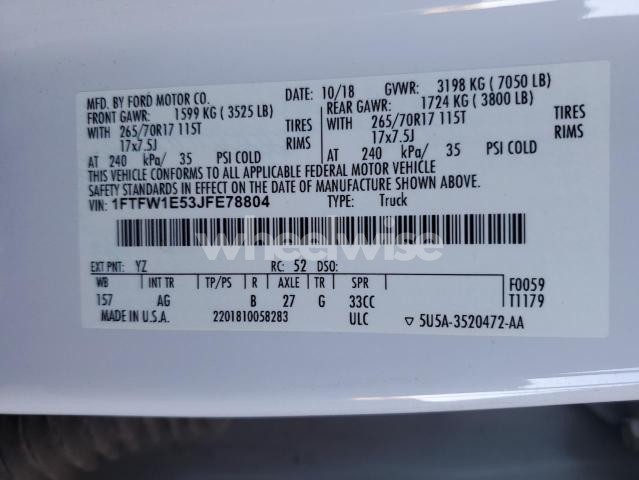 MFD. BY FORD MOTOR CO. DATE: 10/18 GVWR: 3198 KG ( 7050 LB)
FRONT GAWR: 1599 KG ( 3525 LB) REAR GAWR: 1724 KG ( 3800 LB)
WITH 265/70R17 115T TIRES WITH 265/70R17 115T TIRES
17x7.5J RIMS 17x7.5J RIMS
AT 240 kPa/ 35 PSI COLD AT 240 kPa/ 35 PSI COLD
THIS VEHICLE CONFORMS TO ALL APPLICABLE FEDERAL MOTOR VEHICLE
SAFETY STANDARDS IN EFFECT ON THE DATE OF MANUFACTURE SHOWN ABOVE.
VIN: 1FTFW1E53JFE78804 TYPE: Truck
wheelwise
EXT PNT: YZ RC: 52 DSO:
WB INT TR TP/PS R AXLE TR SPR F0059
157 AG B 27 G 33CC T1179
MADE IN U.S.A. 2201810058283 ULC ▽ 5U5A-3520472-AA